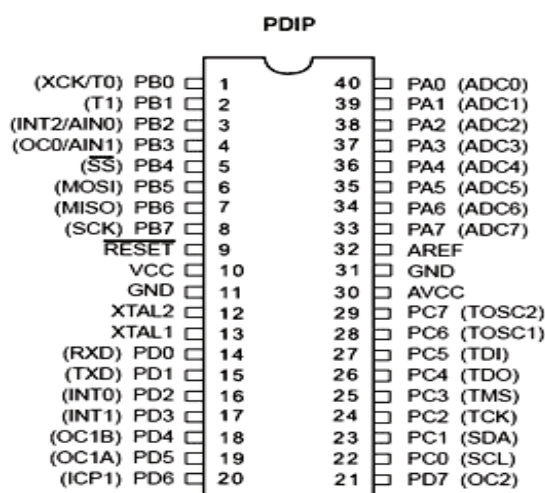 PDIP
(XCK/T0) PB0 1 40 PA0 (ADC0)
(T1) PB1 2 39 PA1 (ADC1)
(INT2/AIN0) PB2 3 38 PA2 (ADC2)
(OC0/AIN1) PB3 4 37 PA3 (ADC3)
(SS) PB4 5 36 PA4 (ADC4)
(MOSI) PB5 6 35 PA5 (ADC5)
(MISO) PB6 7 34 PA6 (ADC6)
(SCK) PB7 8 33 PA7 (ADC7)
RESET 9 32 AREF
VCC 10 31 GND
GND 11 30 AVCC
XTAL2 12 29 PC7 (TOSC2)
XTAL1 13 28 PC6 (TOSC1)
(RXD) PD0 14 27 PC5 (TDI)
(TXD) PD1 15 26 PC4 (TDO)
(INT0) PD2 16 25 PC3 (TMS)
(INT1) PD3 17 24 PC2 (TCK)
(OC1B) PD4 18 23 PC1 (SDA)
(OC1A) PD5 19 22 PC0 (SCL)
(ICP1) PD6 20 21 PD7 (OC2)